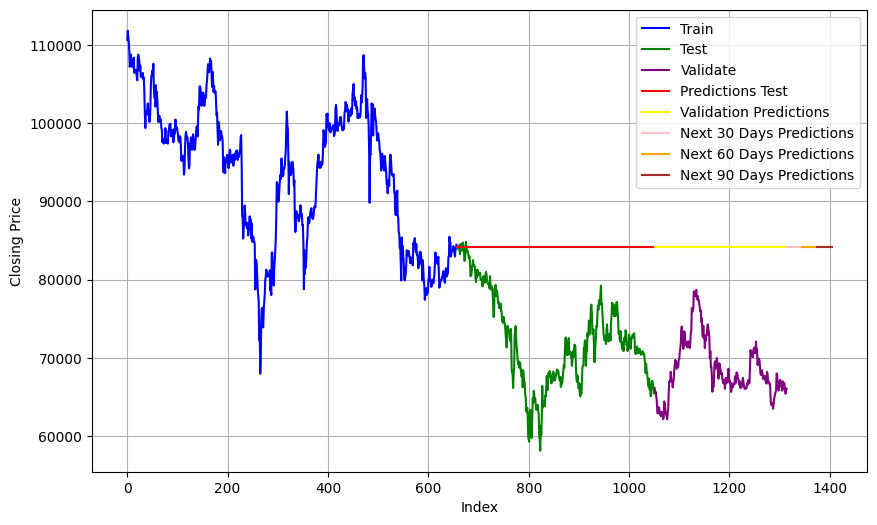 Train
Test
Validate
Predictions Test
Validation Predictions
Next 30 Days Predictions
Next 60 Days Predictions
Next 90 Days Predictions
Closing Price
110000
100000
90000
80000
70000
60000
0 200 400 600 800 1000 1200 1400
Index